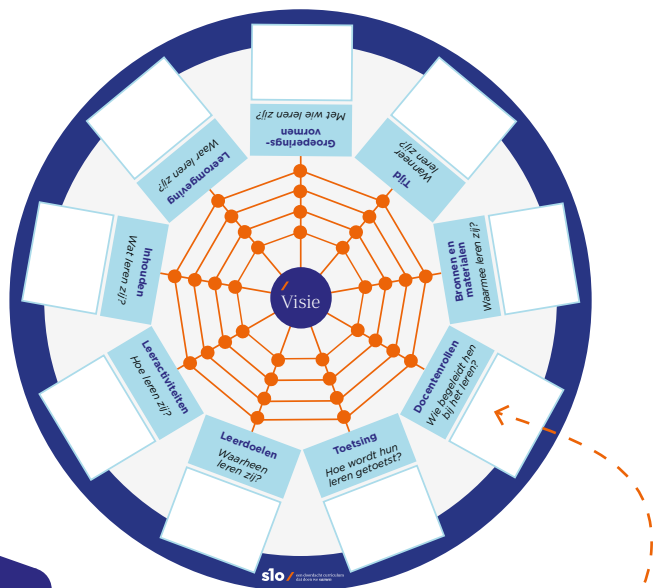 Visie
Groeperings-
vormen
Met wie leren zij?
Tijd
Wanneer
leren zij?
Bronnen en
materialen
Waarmee leren zij?
Docentenrollen
Wie begeleidt hen
bij het leren?
Toetsing
Hoe wordt hun
leren getoetst?
Leerdoelen
Waarheen
leren zij?
Leeractiviteiten
Hoe leren zij?
Inhouden
Wat leren zij?
Leeromgeving
Waar leren zij?
slo